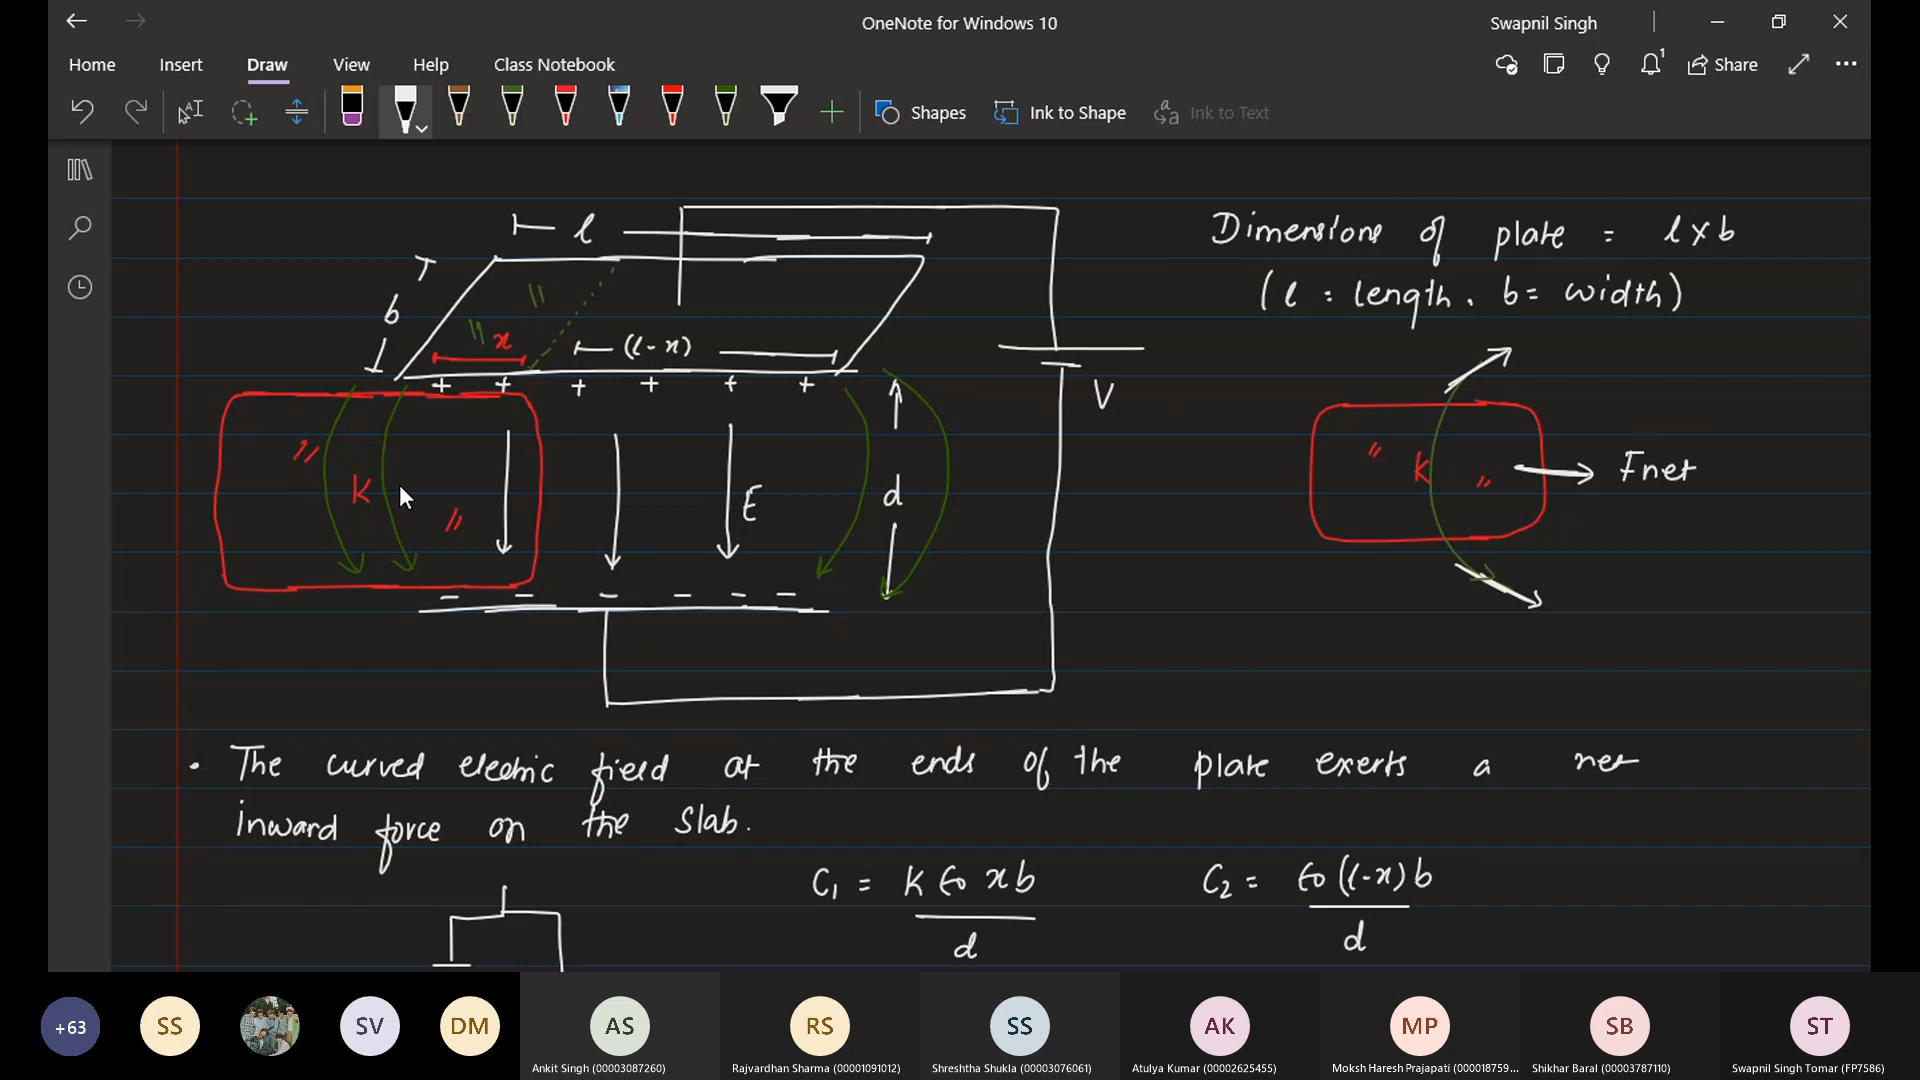 OneNote for Windows 10
Swapnil Singh
Home Insert Draw View Help Class Notebook
Share
Shapes Ink to Shape Ink to Text
l
b
x (l-x)
+ + + + + +
V
K
E
d
- - - - - -
Dimensions of plate = l x b
(l = length, b = width)
K
Fnet
• The curved electric field at the ends of the plate exerts a net
inward force on the slab.
C₁ = K ϵ₀ x b / d
C₂ = ϵ₀ (l-x) b / d
+63 SS SV DM AS RS SS AK MP SB ST
Ankit Singh (00003087260)
Rajvardhan Sharma (00001091012)
Shreshtha Shukla (00003076061)
Atulya Kumar (00002625455)
Moksh Haresh Prajapati (000018759...
Shikhar Baral (00003787110)
Swapnil Singh Tomar (FP7586)